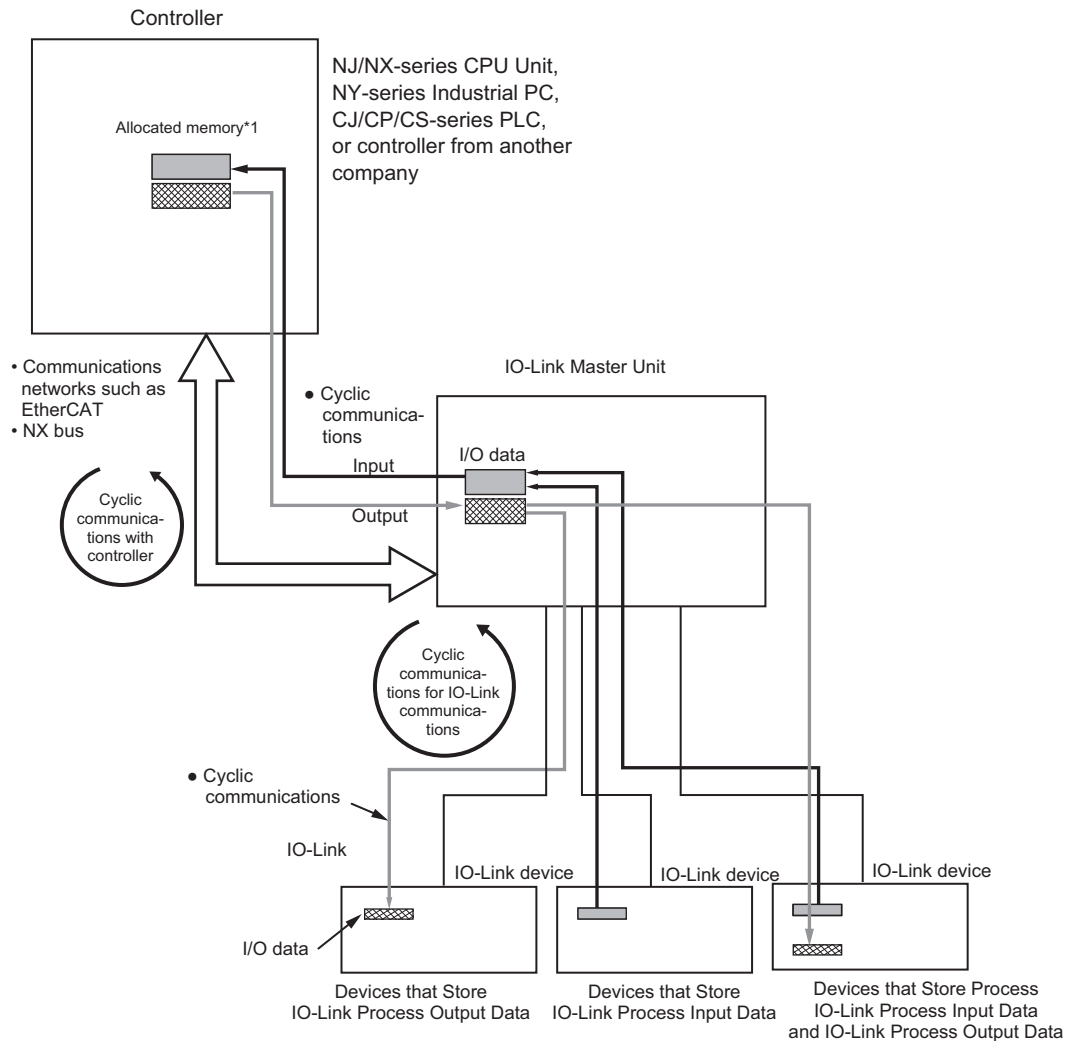 Controller
NJ/NX-series CPU Unit,
NY-series Industrial PC,
CJ/CP/CS-series PLC,
or controller from another
company
Allocated memory*1
• Communications
networks such as
EtherCAT
• NX bus
IO-Link Master Unit
● Cyclic
communica-
tions
I/O data
Input
Output
Cyclic
communica-
tions with
controller
Cyclic
communica-
tions for IO-Link
communica-
tions
● Cyclic
communications
IO-Link
IO-Link device
IO-Link device
IO-Link device
I/O data
Devices that Store
IO-Link Process Output Data
Devices that Store
IO-Link Process Input Data
Devices that Store Process
IO-Link Process Input Data
and IO-Link Process Output Data